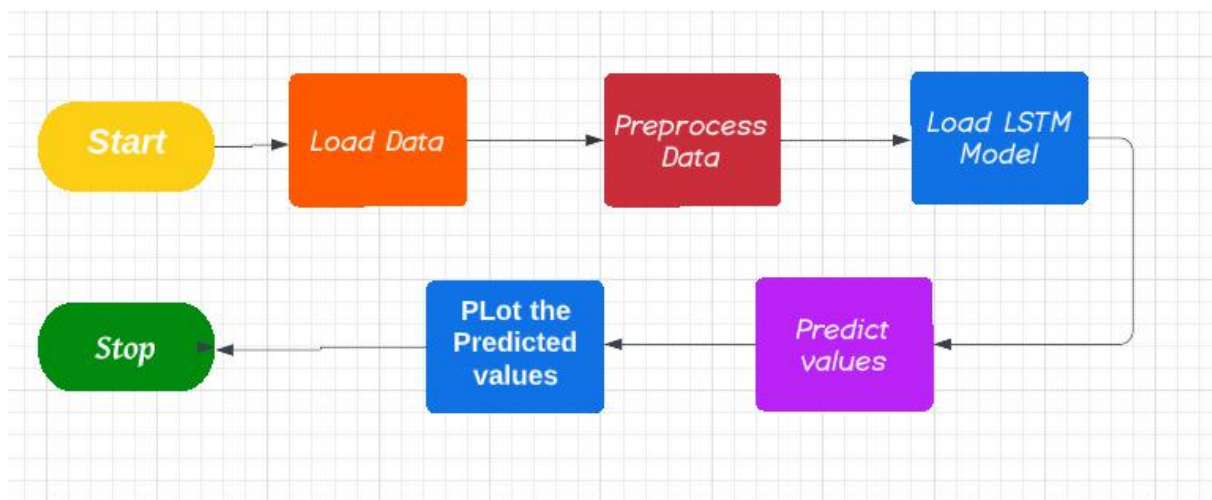 Start
Load Data
Preprocess
Data
Load LSTM
Model
Predict
values
PLot the
Predicted
values
Stop